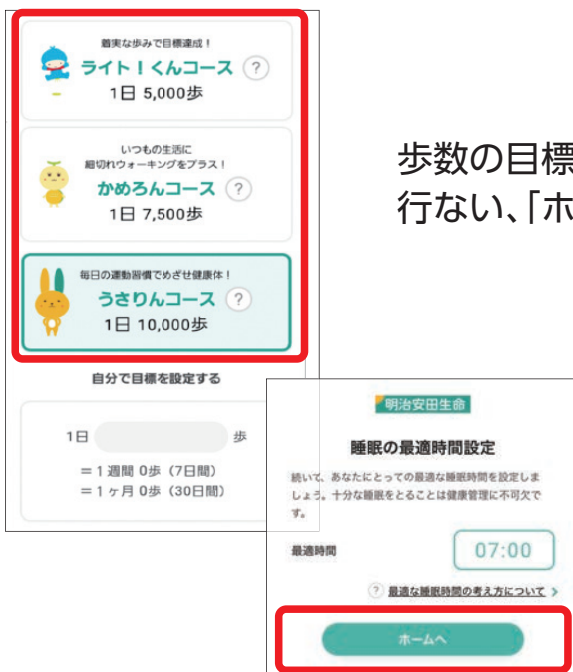 着実な歩みで目標達成！
ライト！くんコース ?
1日 5,000歩
いつもの生活に
細切れウォーキングをプラス！
かめろんコース ?
1日 7,500歩
毎日の運動習慣でめざせ健康体！
うさりんコース ?
1日 10,000歩
自分で目標を設定する
1日 歩
＝1週間 0歩（7日間）
＝1ヶ月 0歩（30日間）
歩数の目標
行ない、「ホ
明治安田生命
睡眠の最適時間設定
続いて、あなたにとっての最適な睡眠時間を設定しま
しょう。十分な睡眠をとることは健康管理に不可欠で
す。
最適時間 07:00
? 最適な睡眠時間の考え方について >
ホームへ